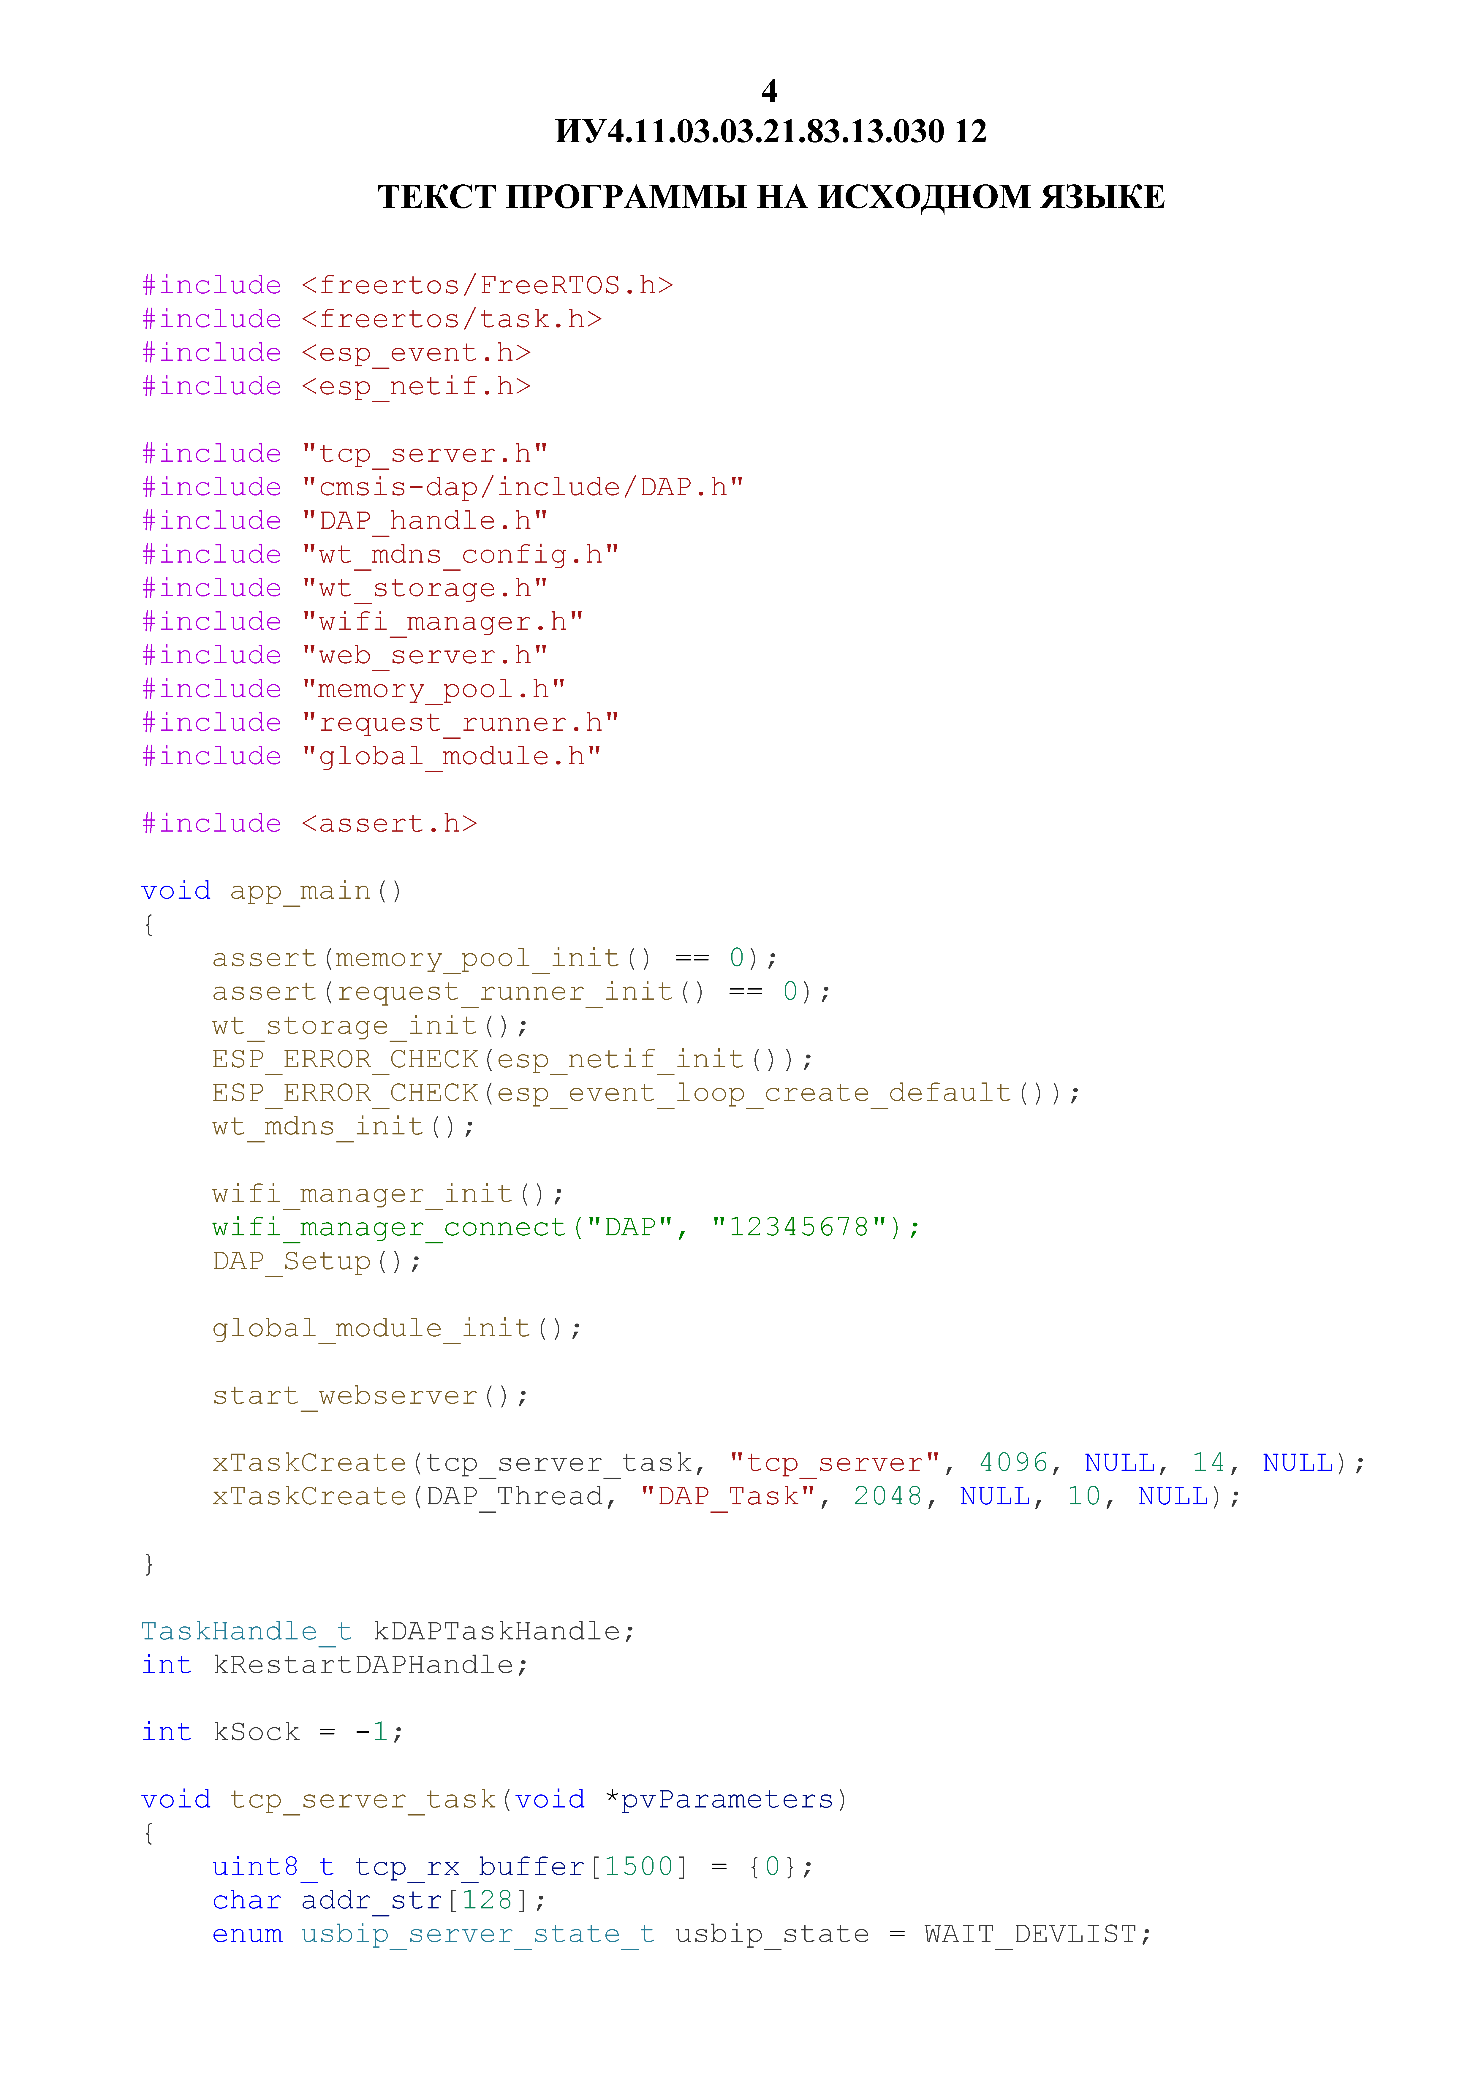 4
ИУ4.11.03.03.21.83.13.030 12
ТЕКСТ ПРОГРАММЫ НА ИСХОДНОМ ЯЗЫКЕ
#include <freertos/FreeRTOS.h>
#include <freertos/task.h>
#include <esp_event.h>
#include <esp_netif.h>
#include "tcp_server.h"
#include "cmsis-dap/include/DAP.h"
#include "DAP_handle.h"
#include "wt_mdns_config.h"
#include "wt_storage.h"
#include "wifi_manager.h"
#include "web_server.h"
#include "memory_pool.h"
#include "request_runner.h"
#include "global_module.h"
#include <assert.h>
void app_main()
{
    assert(memory_pool_init() == 0);
    assert(request_runner_init() == 0);
    wt_storage_init();
    ESP_ERROR_CHECK(esp_netif_init());
    ESP_ERROR_CHECK(esp_event_loop_create_default());
    wt_mdns_init();
    wifi_manager_init();
    wifi_manager_connect("DAP", "12345678");
    DAP_Setup();
    global_module_init();
    start_webserver();
    xTaskCreate(tcp_server_task, "tcp_server", 4096, NULL, 14, NULL);
    xTaskCreate(DAP_Thread, "DAP_Task", 2048, NULL, 10, NULL);
}
TaskHandle_t kDAPTaskHandle;
int kRestartDAPHandle;
int kSock = -1;
void tcp_server_task(void *pvParameters)
{
    uint8_t tcp_rx_buffer[1500] = {0};
    char addr_str[128];
    enum usbip_server_state_t usbip_state = WAIT_DEVLIST;